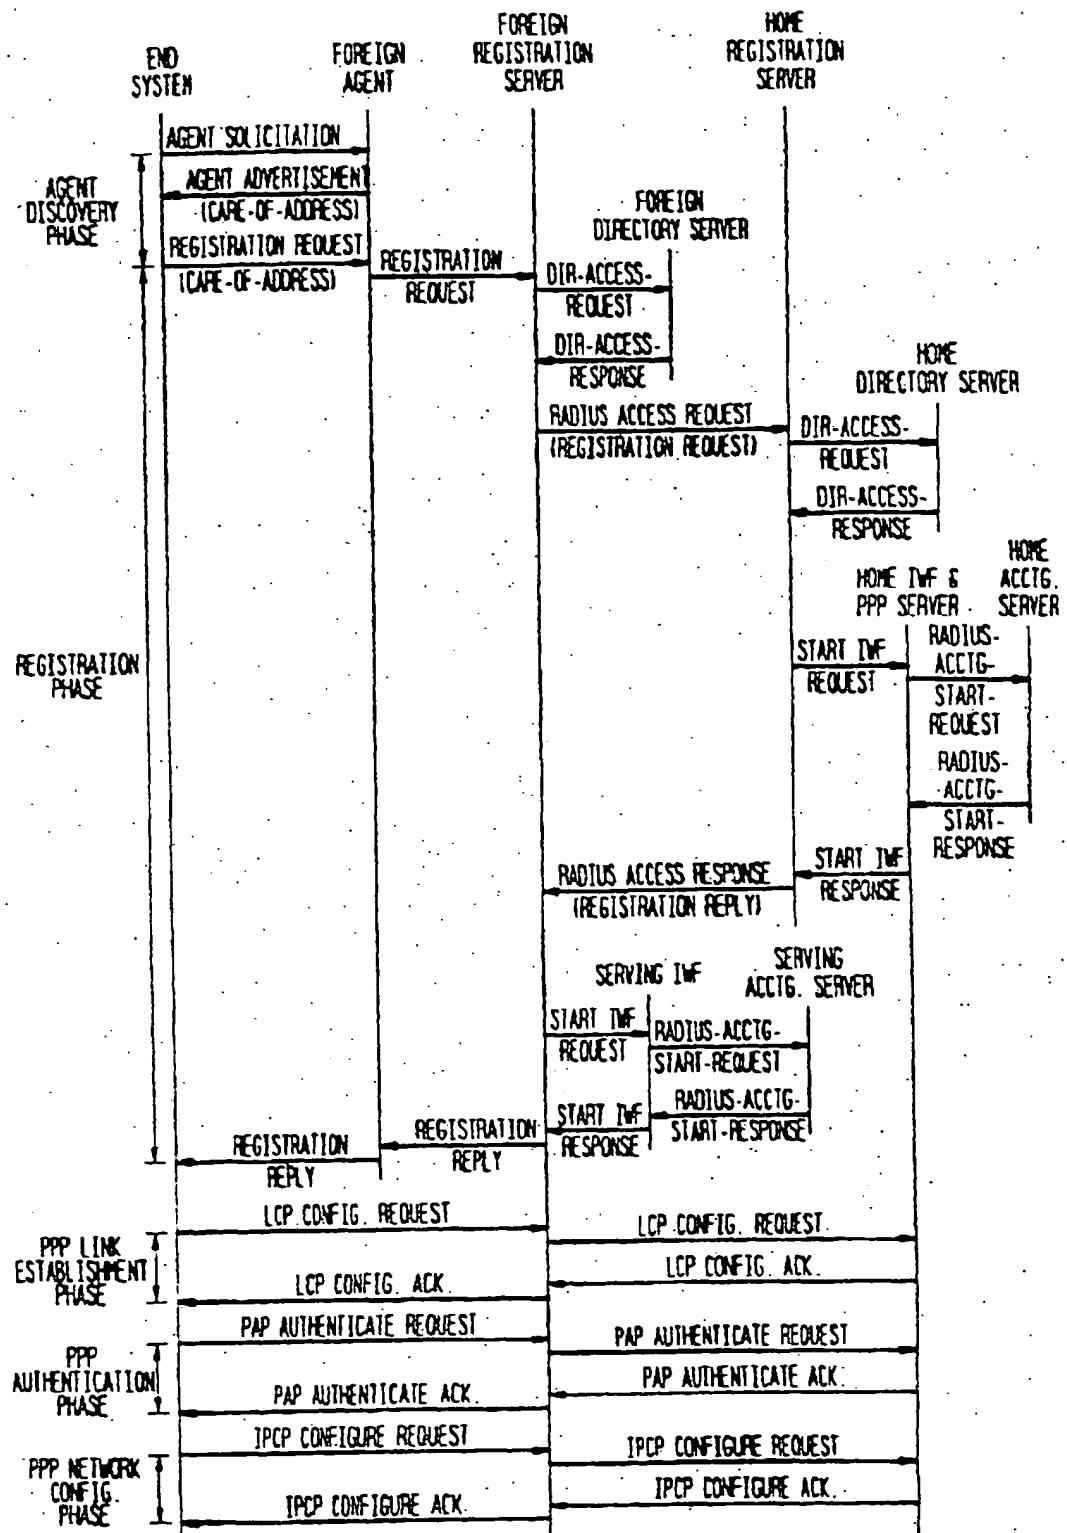 END
SYSTEM
FOREIGN
AGENT
FOREIGN
REGISTRATION
SERVER
HOME
REGISTRATION
SERVER
AGENT SOLICITATION
AGENT ADVERTISEMENT
(CARE-OF-ADDRESS)
AGENT
DISCOVERY
PHASE
REGISTRATION REQUEST
(CARE-OF-ADDRESS)
REGISTRATION
REQUEST
FOREIGN
DIRECTORY SERVER
DIR-ACCESS-
REQUEST
DIR-ACCESS-
RESPONSE
HOME
DIRECTORY SERVER
RADIUS ACCESS REQUEST
(REGISTRATION REQUEST)
DIR-ACCESS-
REQUEST
DIR-ACCESS-
RESPONSE
HOME IWF &
PPP SERVER
HOME
ACCTG.
SERVER
REGISTRATION
PHASE
START IWF
REQUEST
RADIUS-
ACCTG-
START-
REQUEST
RADIUS-
ACCTG-
START-
RESPONSE
START IWF
RESPONSE
RADIUS ACCESS RESPONSE
(REGISTRATION REPLY)
SERVING IWF
SERVING
ACCTG. SERVER
START IWF
REQUEST
RADIUS-ACCTG-
START-REQUEST
RADIUS-ACCTG-
START-RESPONSE
START IWF
RESPONSE
REGISTRATION
REPLY
REGISTRATION
REPLY
LCP CONFIG. REQUEST
LCP CONFIG. REQUEST
PPP LINK
ESTABLISHMENT
PHASE
LCP CONFIG. ACK.
LCP CONFIG. ACK.
PAP AUTHENTICATE REQUEST
PAP AUTHENTICATE REQUEST
PPP
AUTHENTICATION
PHASE
PAP AUTHENTICATE ACK.
PAP AUTHENTICATE ACK.
IPCP CONFIGURE REQUEST
IPCP CONFIGURE REQUEST
PPP NETWORK
CONFIG.
PHASE
IPCP CONFIGURE ACK.
IPCP CONFIGURE ACK.